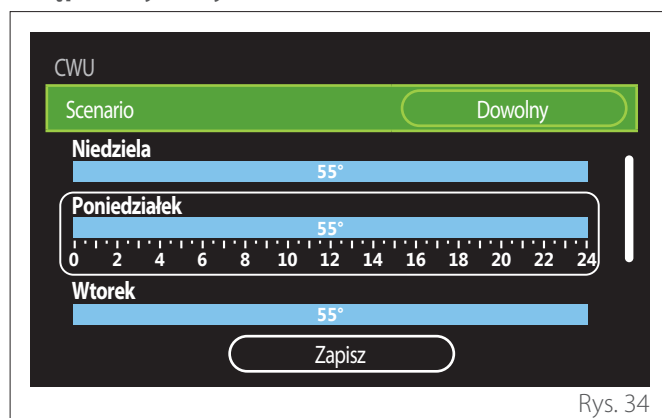 CWU
Scenario Dowolny
Niedziela
55°
Poniedziałek
55°
0 2 4 6 8 10 12 14 16 18 20 22 24
Wtorek
55°
Zapisz
Rys. 34